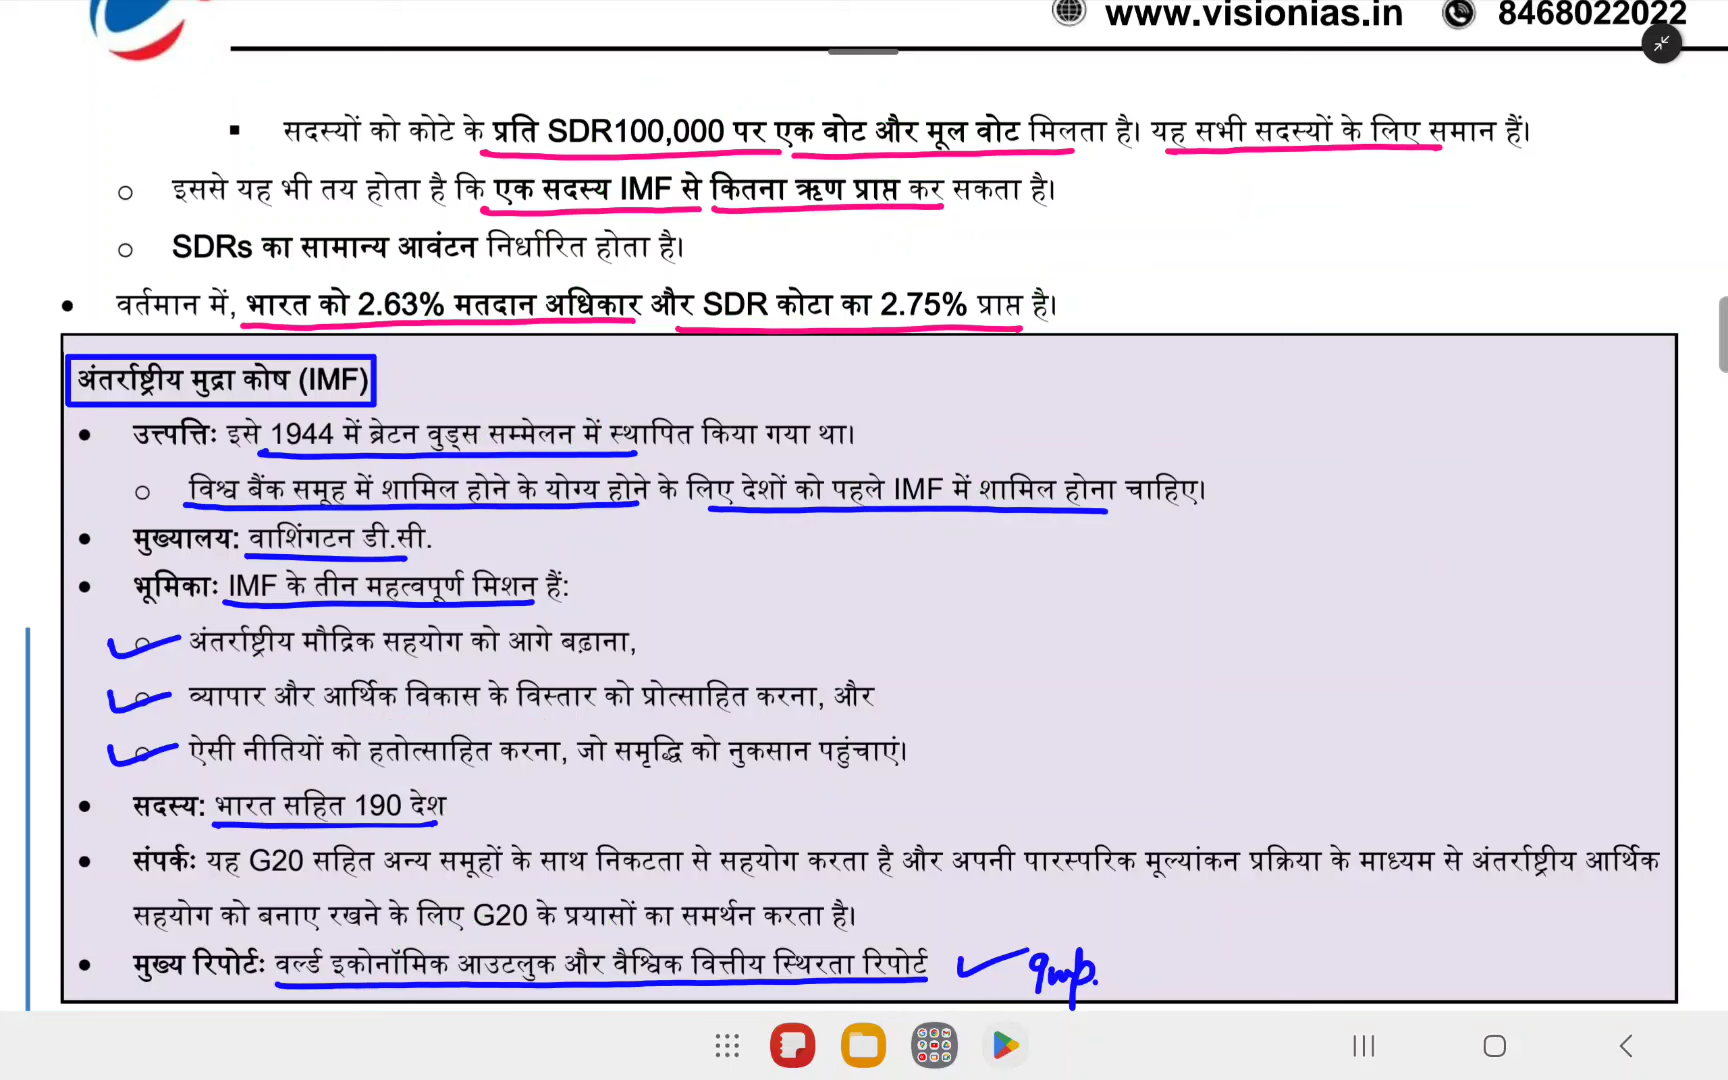 www.visionias.in 8468022022
▪ सदस्यों को कोटे के प्रति SDR100,000 पर एक वोट और मूल वोट मिलता है। यह सभी सदस्यों के लिए समान हैं।
○ इससे यह भी तय होता है कि एक सदस्य IMF से कितना ऋण प्राप्त कर सकता है।
○ SDRs का सामान्य आवंटन निर्धारित होता है।
• वर्तमान में, भारत को 2.63% मतदान अधिकार और SDR कोटा का 2.75% प्राप्त है।
अंतर्राष्ट्रीय मुद्रा कोष (IMF)
• उत्त्पत्तिः इसे 1944 में ब्रेटन वुड्स सम्मेलन में स्थापित किया गया था।
○ विश्व बैंक समूह में शामिल होने के योग्य होने के लिए देशों को पहले IMF में शामिल होना चाहिए।
• मुख्यालय: वाशिंगटन डी.सी.
• भूमिकाः IMF के तीन महत्वपूर्ण मिशन हैं:
○ अंतर्राष्ट्रीय मौद्रिक सहयोग को आगे बढ़ाना,
○ व्यापार और आर्थिक विकास के विस्तार को प्रोत्साहित करना, और
○ ऐसी नीतियों को हतोत्साहित करना, जो समृद्धि को नुकसान पहुंचाएं।
• सदस्य: भारत सहित 190 देश
• संपर्कः यह G20 सहित अन्य समूहों के साथ निकटता से सहयोग करता है और अपनी पारस्परिक मूल्यांकन प्रक्रिया के माध्यम से अंतर्राष्ट्रीय आर्थिक
सहयोग को बनाए रखने के लिए G20 के प्रयासों का समर्थन करता है।
• मुख्य रिपोर्टः वर्ल्ड इकोनॉमिक आउटलुक और वैश्विक वित्तीय स्थिरता रिपोर्ट Imp.